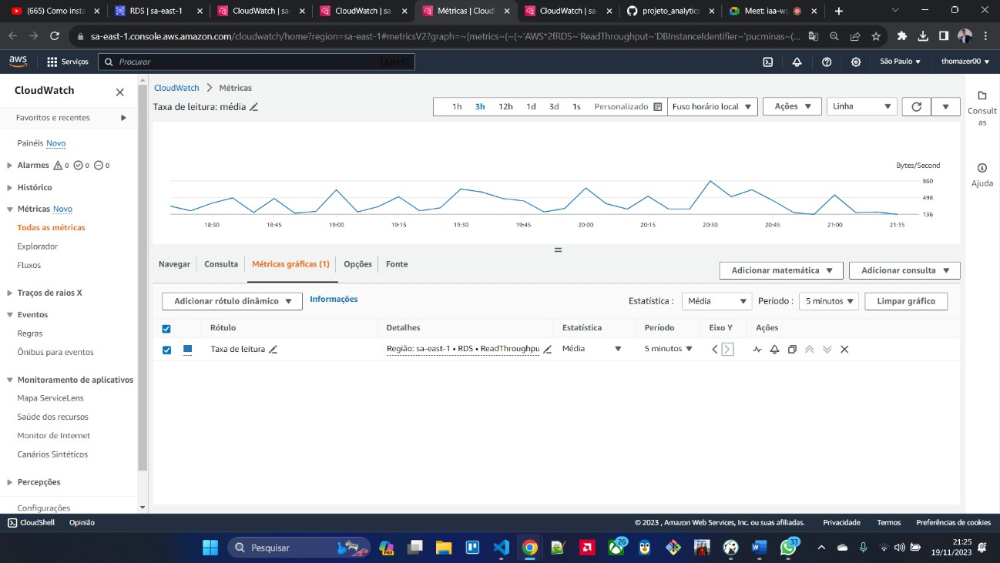 (665) Como insta
RDS | sa-east-1
CloudWatch | sa-
CloudWatch | sa-
Métricas | Cloud
CloudWatch | sa-
projeto_analytics
Meet: iaa-wg
sa-east-1.console.aws.amazon.com/cloudwatch/home?region=sa-east-1#metricsV2?graph=~(metrics~(~(~'AWS*2fRDS~'ReadThroughput~'DBInstanceIdentifier~'pucminas~(...
aws
Serviços
Procurar
[Alt+S]
São Paulo
thomazer00
CloudWatch
Favoritos e recentes
Painéis Novo
Alarmes 0 0 0
Histórico
Métricas Novo
Todas as métricas
Explorador
Fluxos
Traços de raios X
Eventos
Regras
Ônibus para eventos
Monitoramento de aplicativos
Mapa ServiceLens
Saúde dos recursos
Monitor de Internet
Canários Sintéticos
Percepções
Configurações
CloudWatch > Métricas
Taxa de leitura: média
1h 3h 12h 1d 3d 1s Personalizado
Fuso horário local
Ações
Linha
Bytes/Second
860
498
136
18:30 18:45 19:00 19:15 19:30 19:45 20:00 20:15 20:30 20:45 21:00 21:15
Navegar Consulta Métricas gráficas (1) Opções Fonte
Adicionar matemática
Adicionar consulta
Adicionar rótulo dinâmico
Informações
Estatística :
Média
Período :
5 minutos
Limpar gráfico
Rótulo Detalhes Estatística Período Eixo Y Ações
Taxa de leitura Região: sa-east-1 • RDS • ReadThroughpu Média 5 minutos < >
Consult
as
Ajuda
CloudShell
Opinião
© 2023 , Amazon Web Services, Inc. ou suas afiliadas.
Privacidade
Termos
Preferências de cookies
Pesquisar
PRE
26
W
33
21:25
19/11/2023